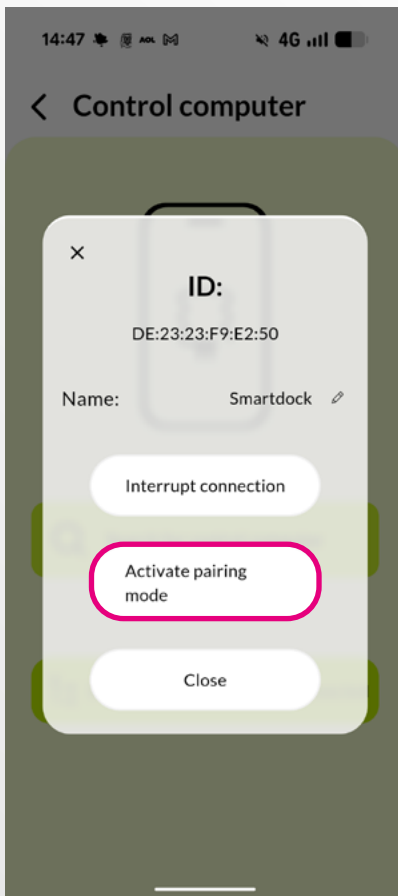 14:47 AOL 4G
Control computer
ID:
DE:23:23:F9:E2:50
Name: Smartdock
Interrupt connection
Activate pairing
mode
Close